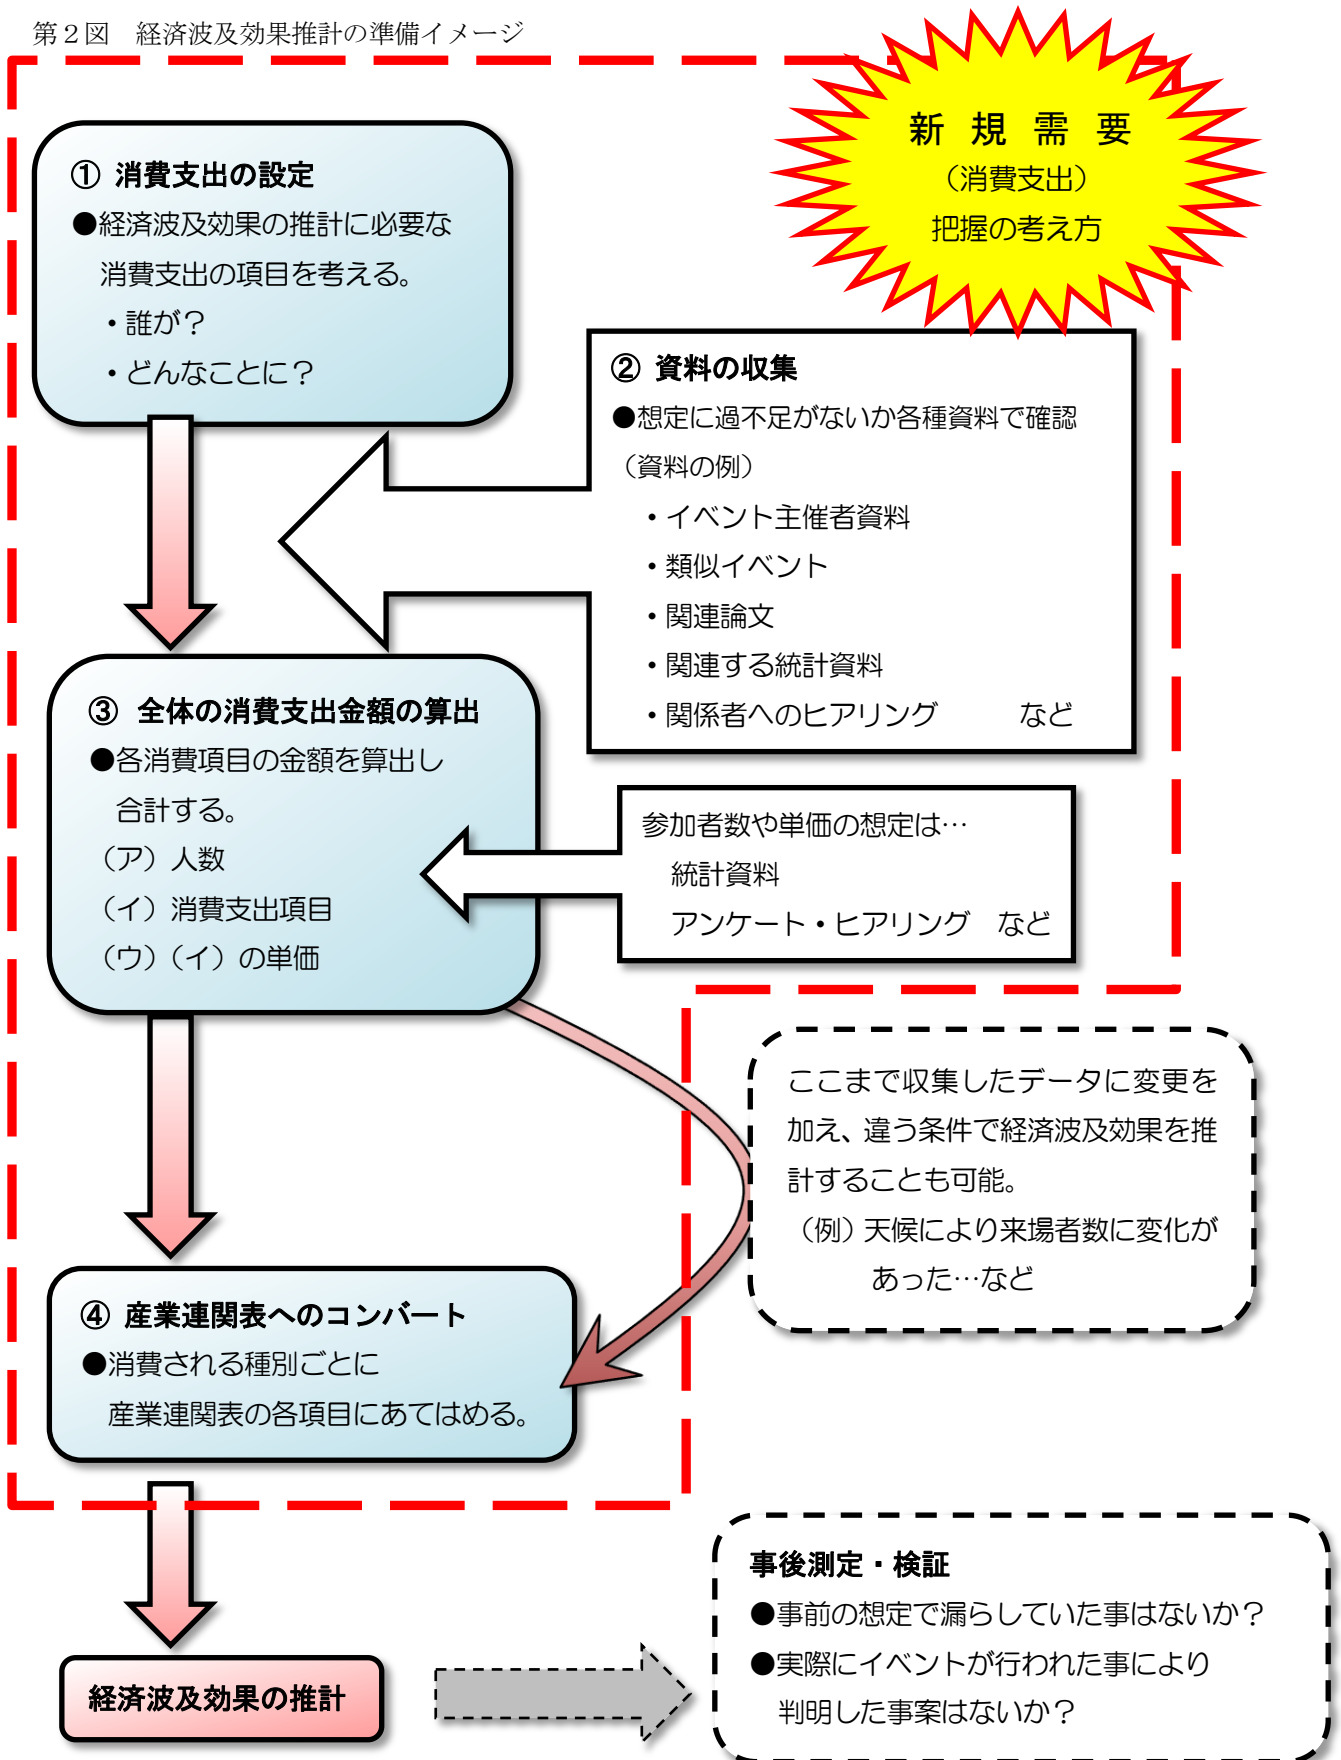 第２図　経済波及効果推計の準備イメージ
新規需要
（消費支出）
把握の考え方
① 消費支出の設定
●経済波及効果の推計に必要な
消費支出の項目を考える。
・誰が？
・どんなことに？
② 資料の収集
●想定に過不足がないか各種資料で確認
（資料の例）
・イベント主催者資料
・類似イベント
・関連論文
・関連する統計資料
・関係者へのヒアリング　　　など
③ 全体の消費支出金額の算出
●各消費項目の金額を算出し
合計する。
（ア）人数
（イ）消費支出項目
（ウ）（イ）の単価
参加者数や単価の想定は…
統計資料
アンケート・ヒアリング　など
ここまで収集したデータに変更を
加え、違う条件で経済波及効果を推
計することも可能。
（例）天候により来場者数に変化が
あった…など
④ 産業連関表へのコンバート
●消費される種別ごとに
産業連関表の各項目にあてはめる。
経済波及効果の推計
事後測定・検証
●事前の想定で漏らしていた事はないか？
●実際にイベントが行われた事により
判明した事案はないか？